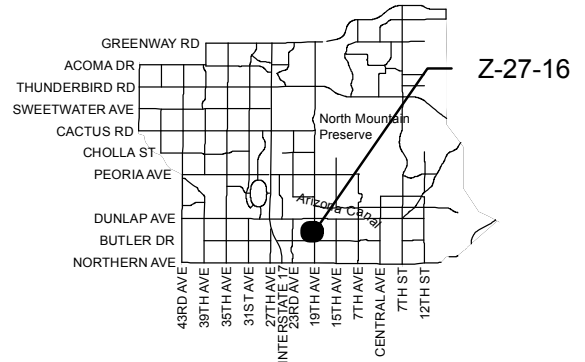 GREENWAY RD
ACOMA DR
THUNDERBIRD RD
SWEETWATER AVE
CACTUS RD
CHOLLA ST
PEORIA AVE
DUNLAP AVE
BUTLER DR
NORTHERN AVE
Z-27-16
North Mountain
Preserve
Arizona Canal
43RD AVE
39TH AVE
35TH AVE
31ST AVE
27TH AVE
INTERSTATE 17
23RD AVE
19TH AVE
15TH AVE
7TH AVE
CENTRAL AVE
7TH ST
12TH ST